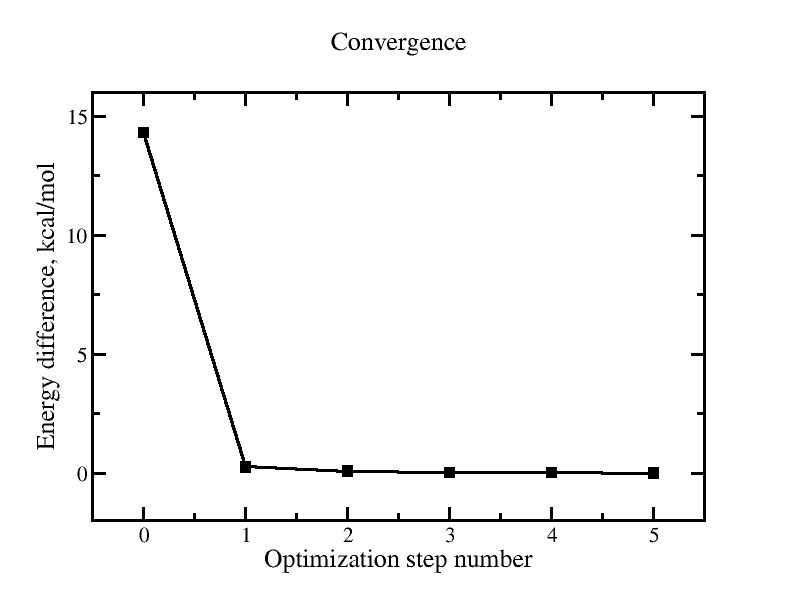 Convergence
15
10
5
0
Energy difference, kcal/mol
0 1 2 3 4 5
Optimization step number